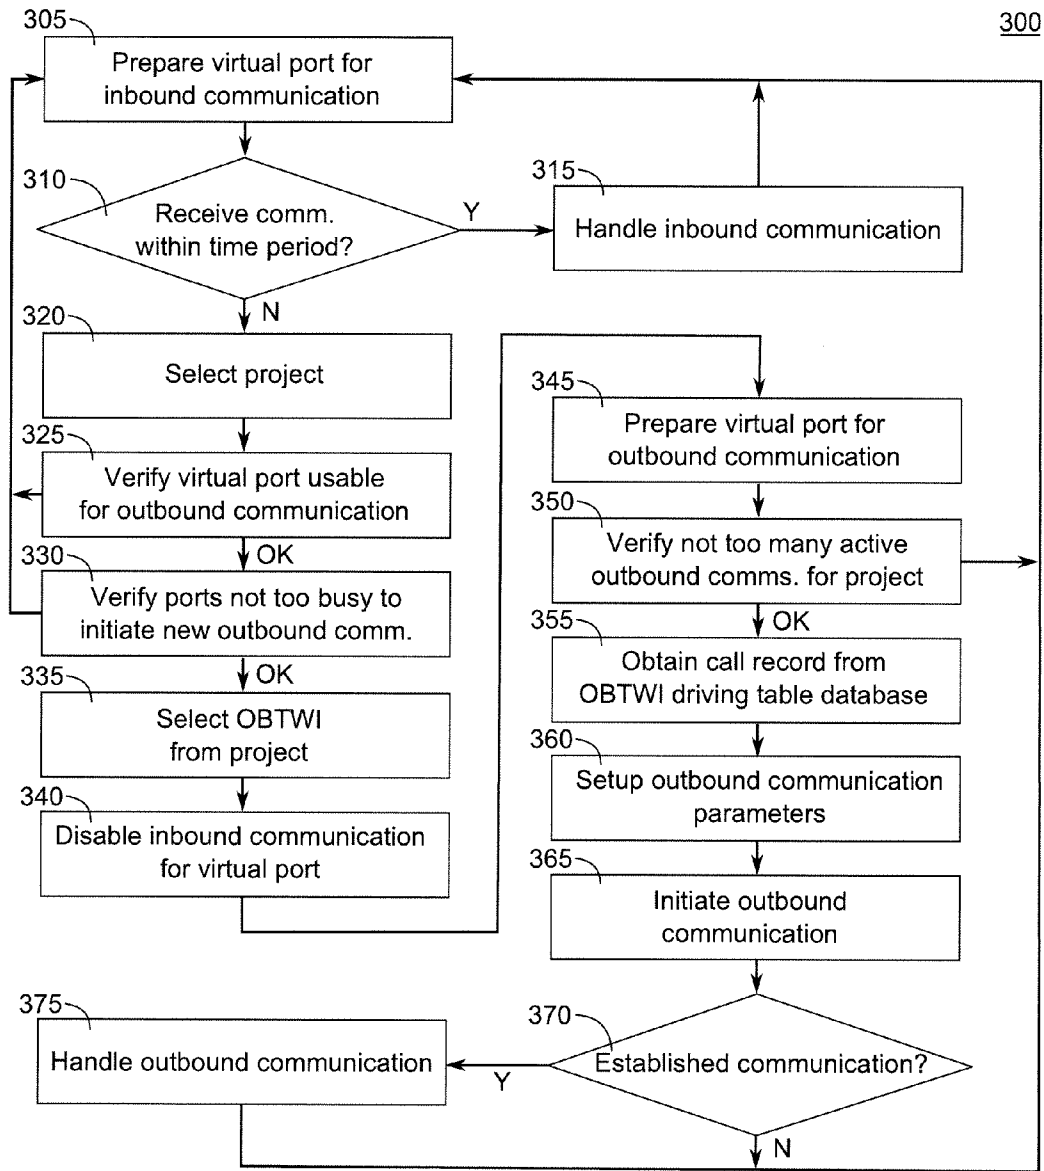 300
305
Prepare virtual port for
inbound communication
310
Receive comm.
within time period?
Y
315
Handle inbound communication
N
320
Select project
325
Verify virtual port usable
for outbound communication
OK
330
Verify ports not too busy to
initiate new outbound comm.
OK
335
Select OBTWI
from project
340
Disable inbound communication
for virtual port
345
Prepare virtual port for
outbound communication
350
Verify not too many active
outbound comms. for project
OK
355
Obtain call record from
OBTWI driving table database
360
Setup outbound communication
parameters
365
Initiate outbound
communication
370
Established communication?
Y
375
Handle outbound communication
N